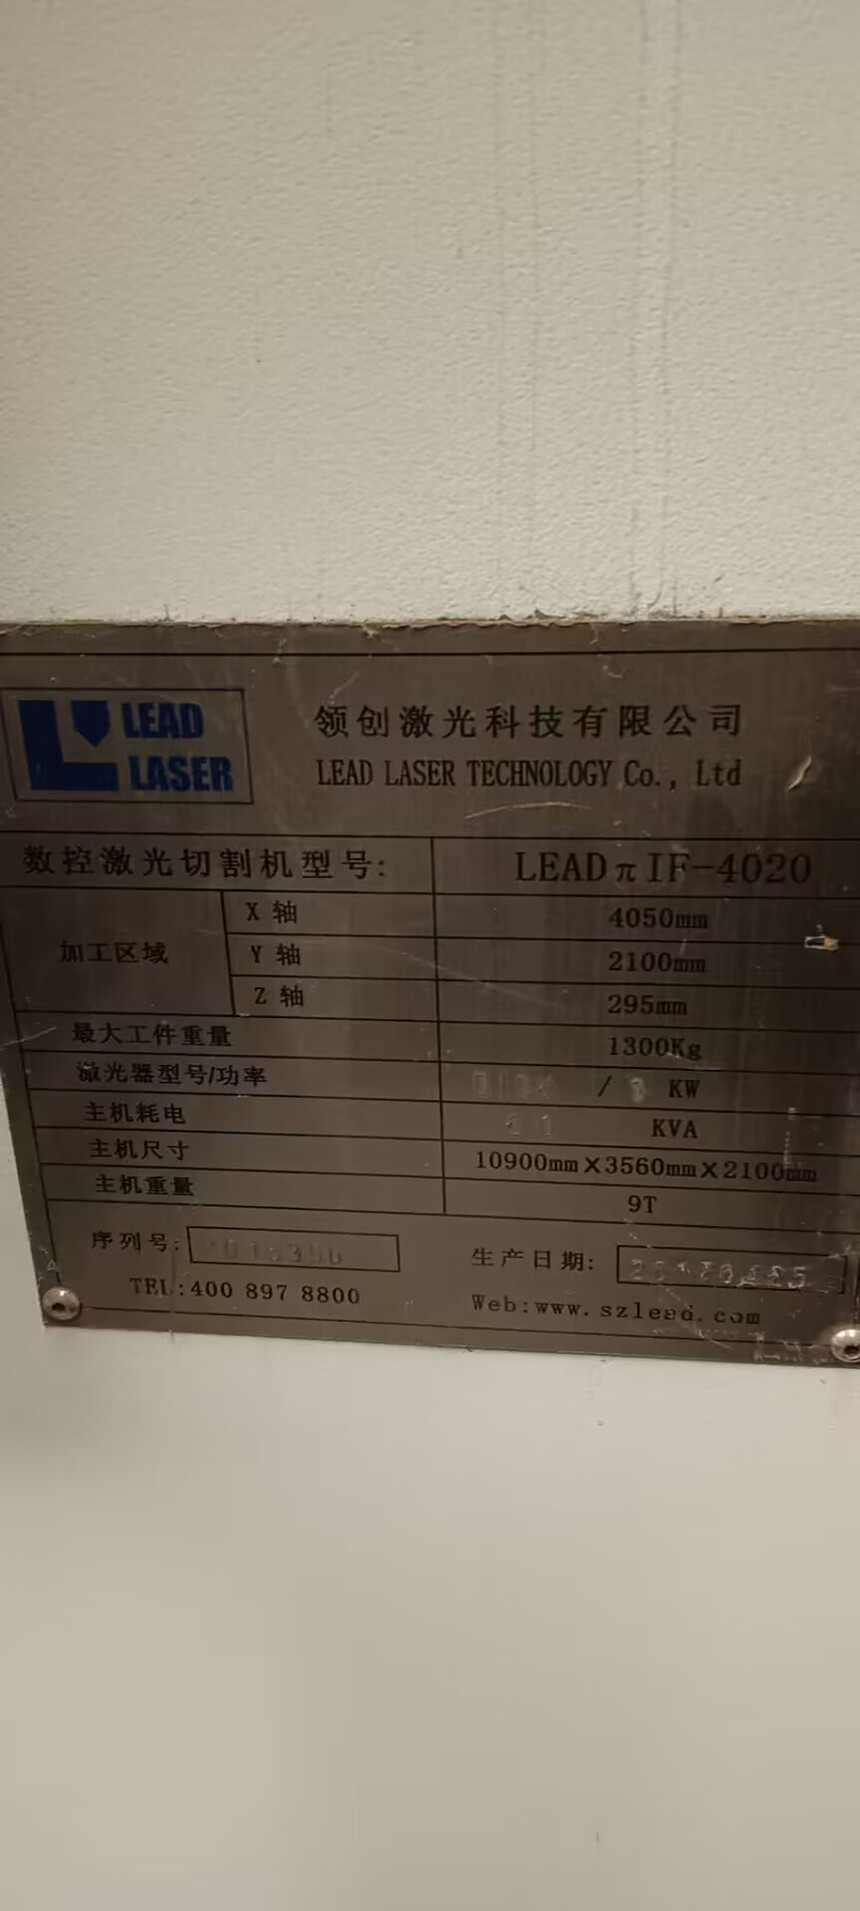 LEAD
LASER
领创激光科技有限公司
LEAD LASER TECHNOLOGY Co., Ltd
数控激光切割机型号: LEADπIF-4020
加工区域
X 轴 4050mm
Y 轴 2100mm
Z 轴 295mm
最大工件重量 1300Kg
激光器型号/功率 / KW
主机耗电 KVA
主机尺寸 10900mm×3560mm×2100mm
主机重量 9T
序列号:
生产日期:
TEL:400 897 8800
Web:www.szlead.com